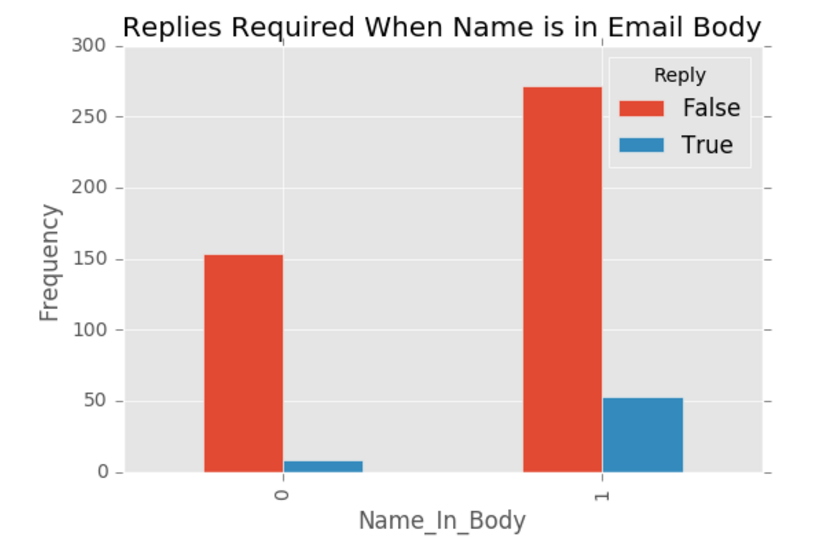 Replies Required When Name is in Email Body
300
250
200
150
100
50
0
Frequency
Reply
False
True
0
1
Name_In_Body